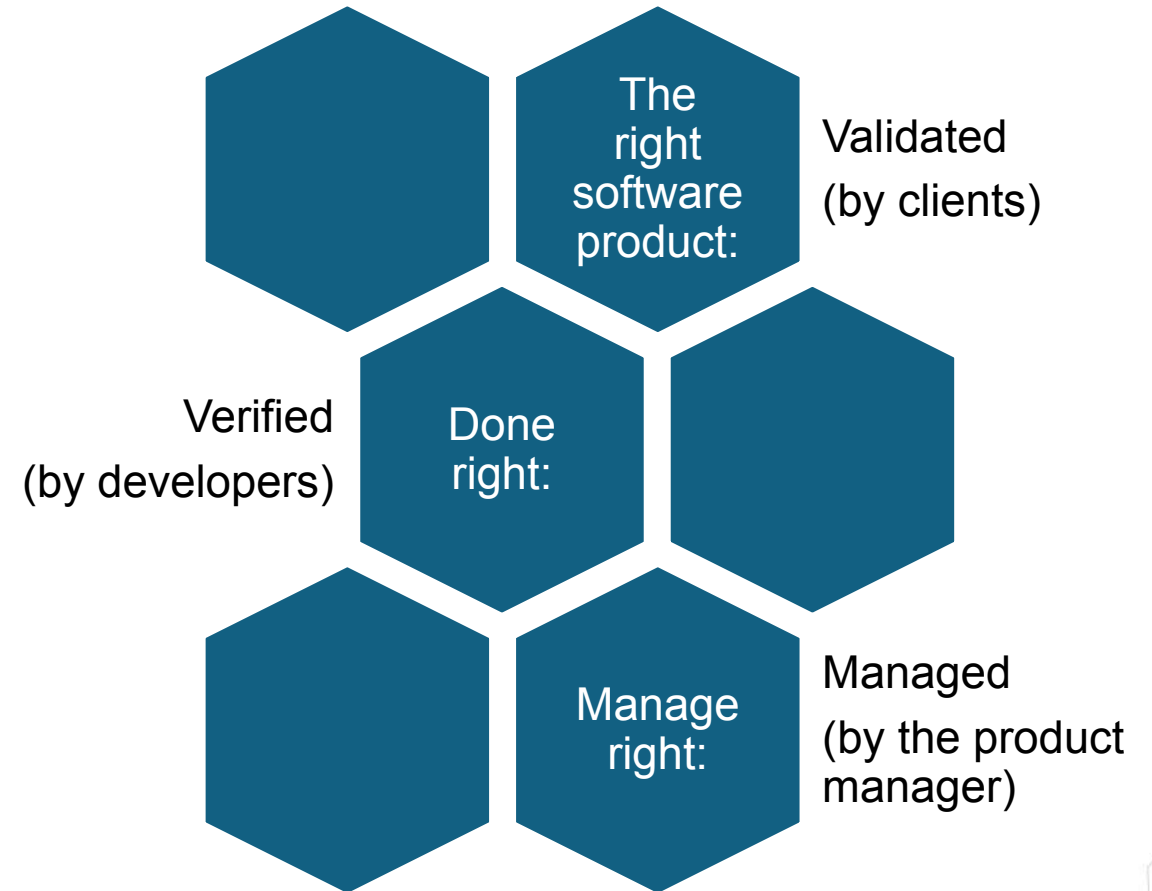 The
right
software
product:
Validated
(by clients)
Verified
(by developers)
Done
right:
Manage
right:
Managed
(by the product
manager)